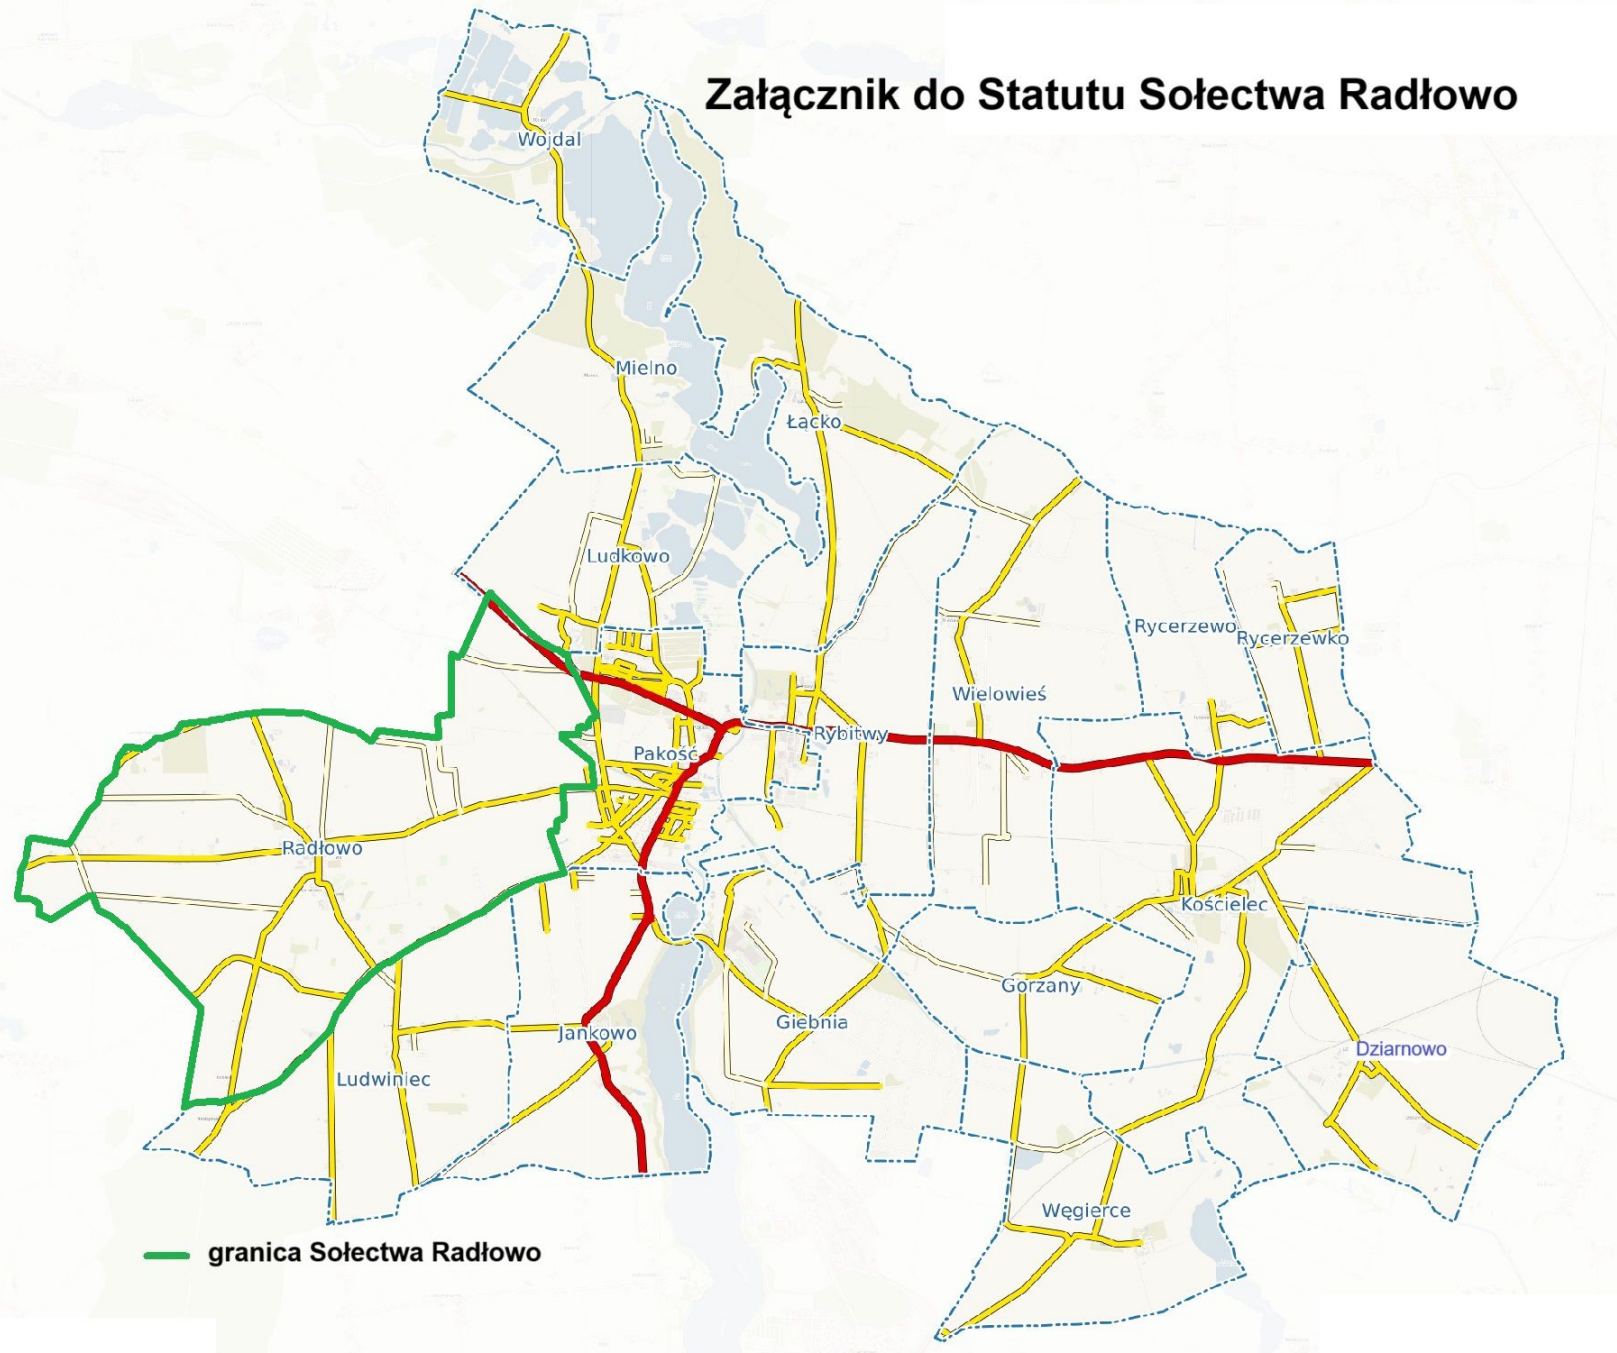 Załącznik do Statutu Sołectwa Radłowo
Wojdal
Mielno
Łącko
Ludkowo
Rycerzewo
Rycerzewko
Wielowieś
Rybitwy
Pakość
Radłowo
Kościelec
Gorzany
Giebnia
Jankowo
Dziarnowo
Ludwiniec
Węgierce
granica Sołectwa Radłowo